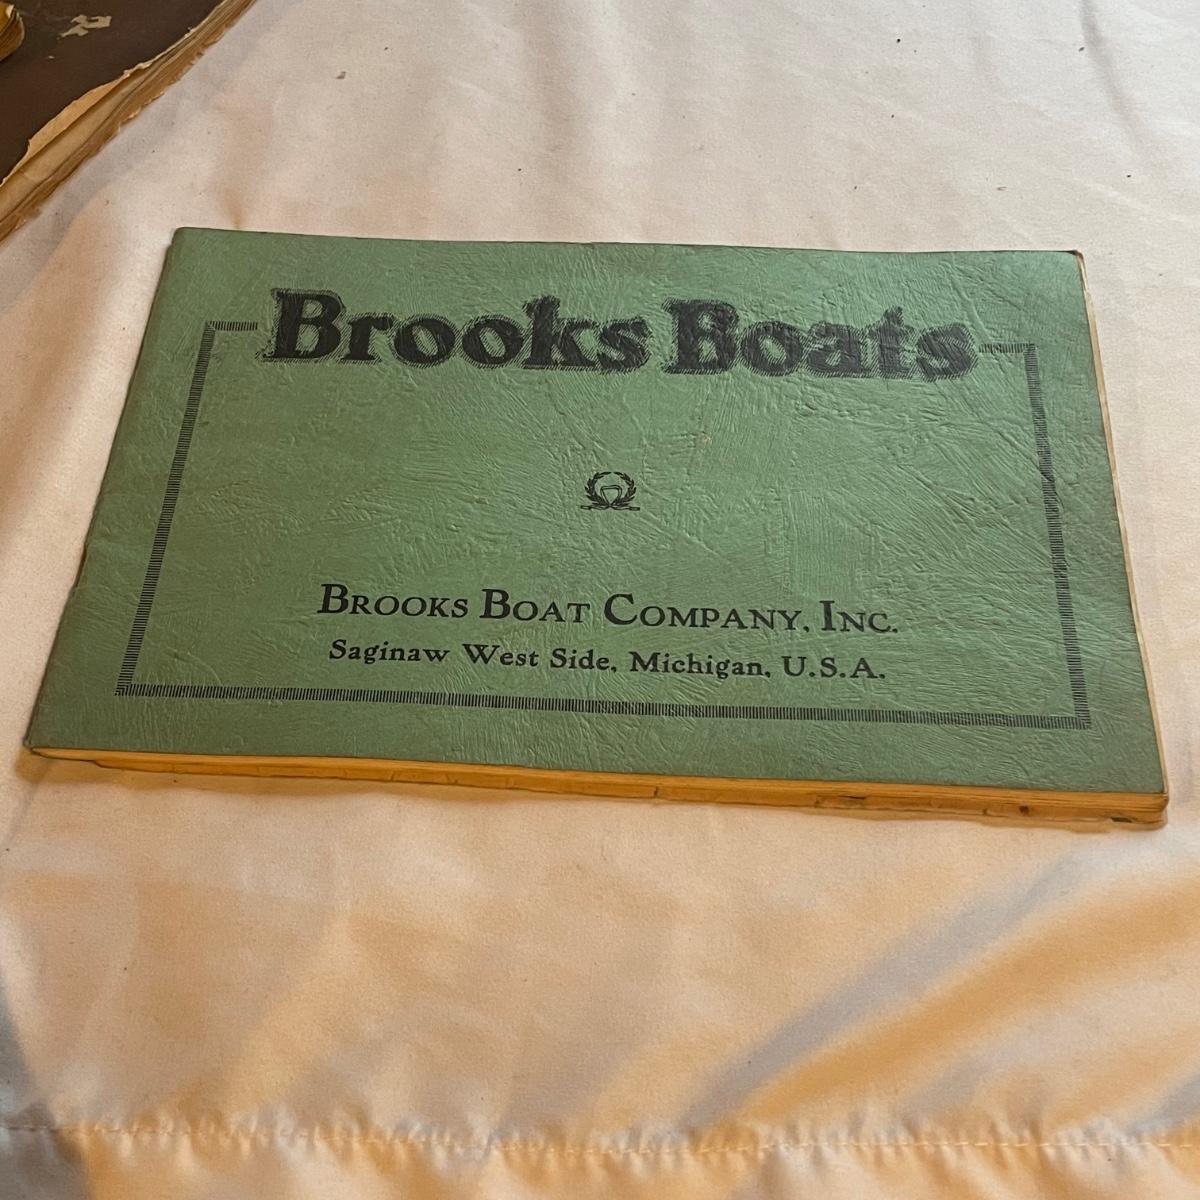 Brooks Boats
BROOKS BOAT COMPANY, INC.
Saginaw West Side, Michigan, U.S.A.